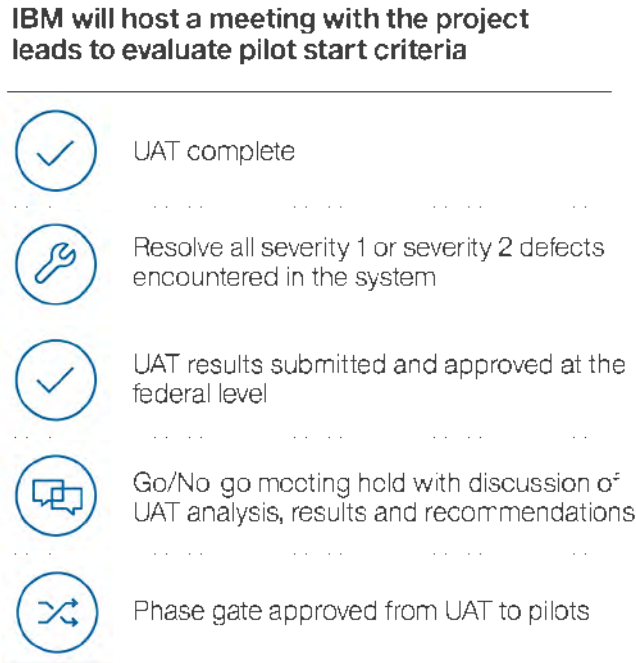 IBM will host a meeting with the project
leads to evaluate pilot start criteria
UAT complete
Resolve all severity 1 or severity 2 defects
encountered in the system
UAT results submitted and approved at the
federal level
Go/No go meeting held with discussion of
UAT analysis, results and recommendations
Phase gate approved from UAT to pilots